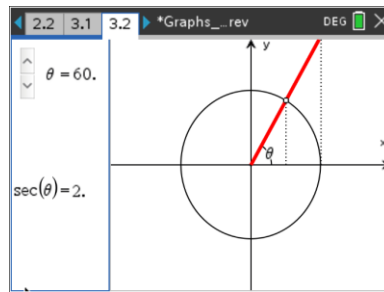 2.2 3.1 3.2 *Graphs_...rev DEG
θ = 60.
sec(θ)=2.
y
x
θ